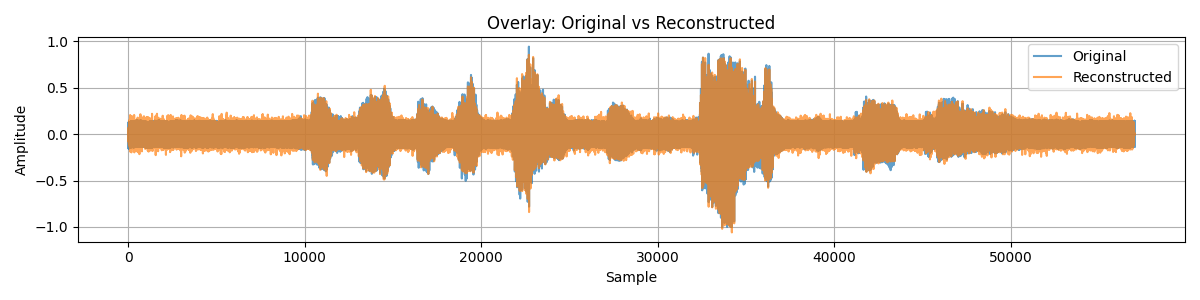 Overlay: Original vs Reconstructed
Original
Reconstructed
Amplitude
1.0
0.5
0.0
−0.5
−1.0
0
10000
20000
30000
40000
50000
Sample